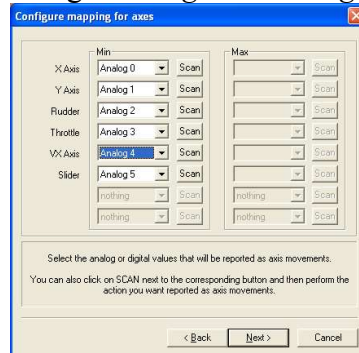 Configure mapping for axes
Min
Max
X Axis Analog 0 Scan Scan
Y Axis Analog 1 Scan Scan
Rudder Analog 2 Scan Scan
Throttle Analog 3 Scan Scan
VX Axis Analog 4 Scan Scan
Slider Analog 5 Scan Scan
nothing Scan nothing Scan
nothing Scan nothing Scan
Select the analog or digital values that will be reported as axis movements.
You can also click on SCAN next to the corresponding button and then perform the
action you want reported as axis movements.
< Back Next > Cancel